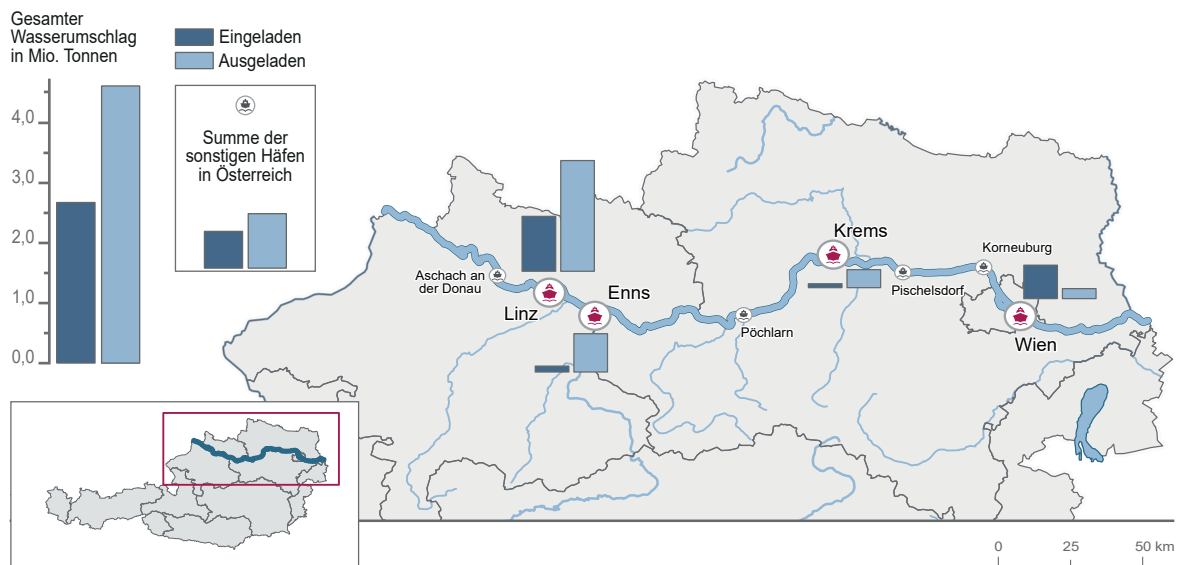 Gesamter
Wasserumschlag
in Mio. Tonnen
Eingeladen
Ausgeladen
4,0
3,0
2,0
1,0
0,0
Summe der
sonstigen Häfen
in Österreich
Aschach an
der Donau
Linz
Enns
Pöchlarn
Krems
Pischelsdorf
Korneuburg
Wien
0 25 50 km